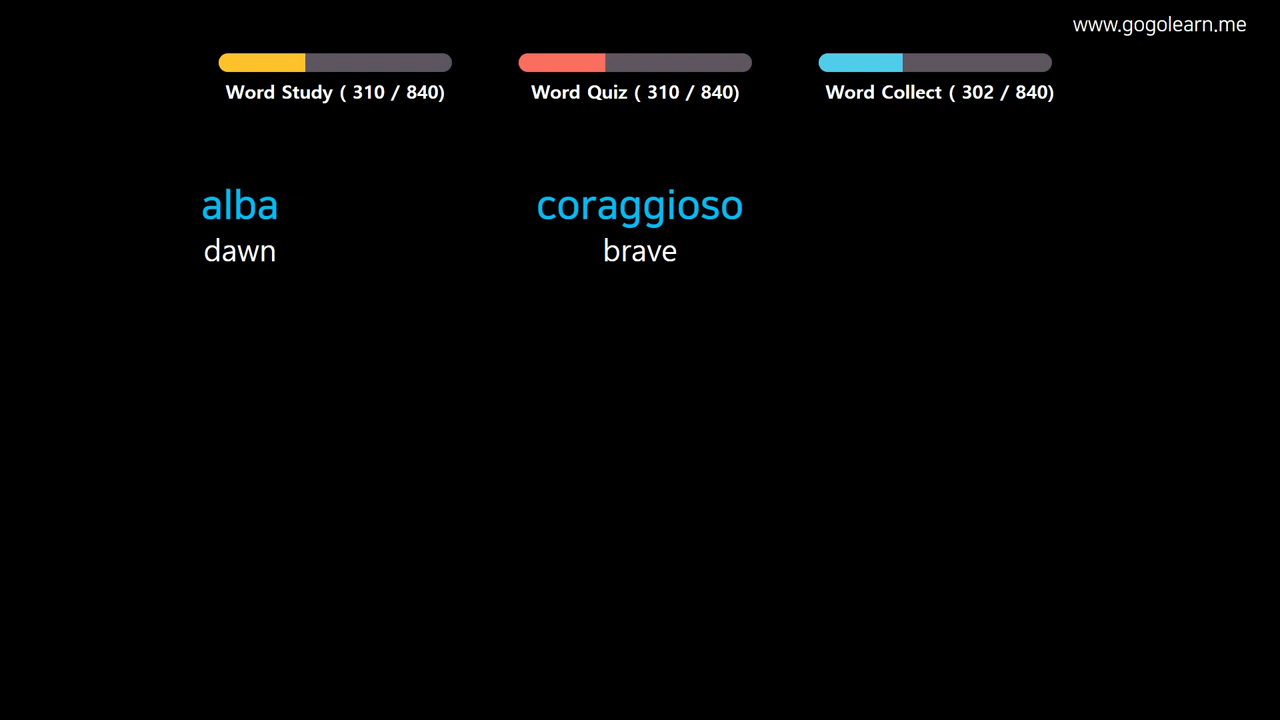 www.gogolearn.me
Word Study ( 310 / 840)
Word Quiz ( 310 / 840)
Word Collect ( 302 / 840)
alba
dawn
coraggioso
brave